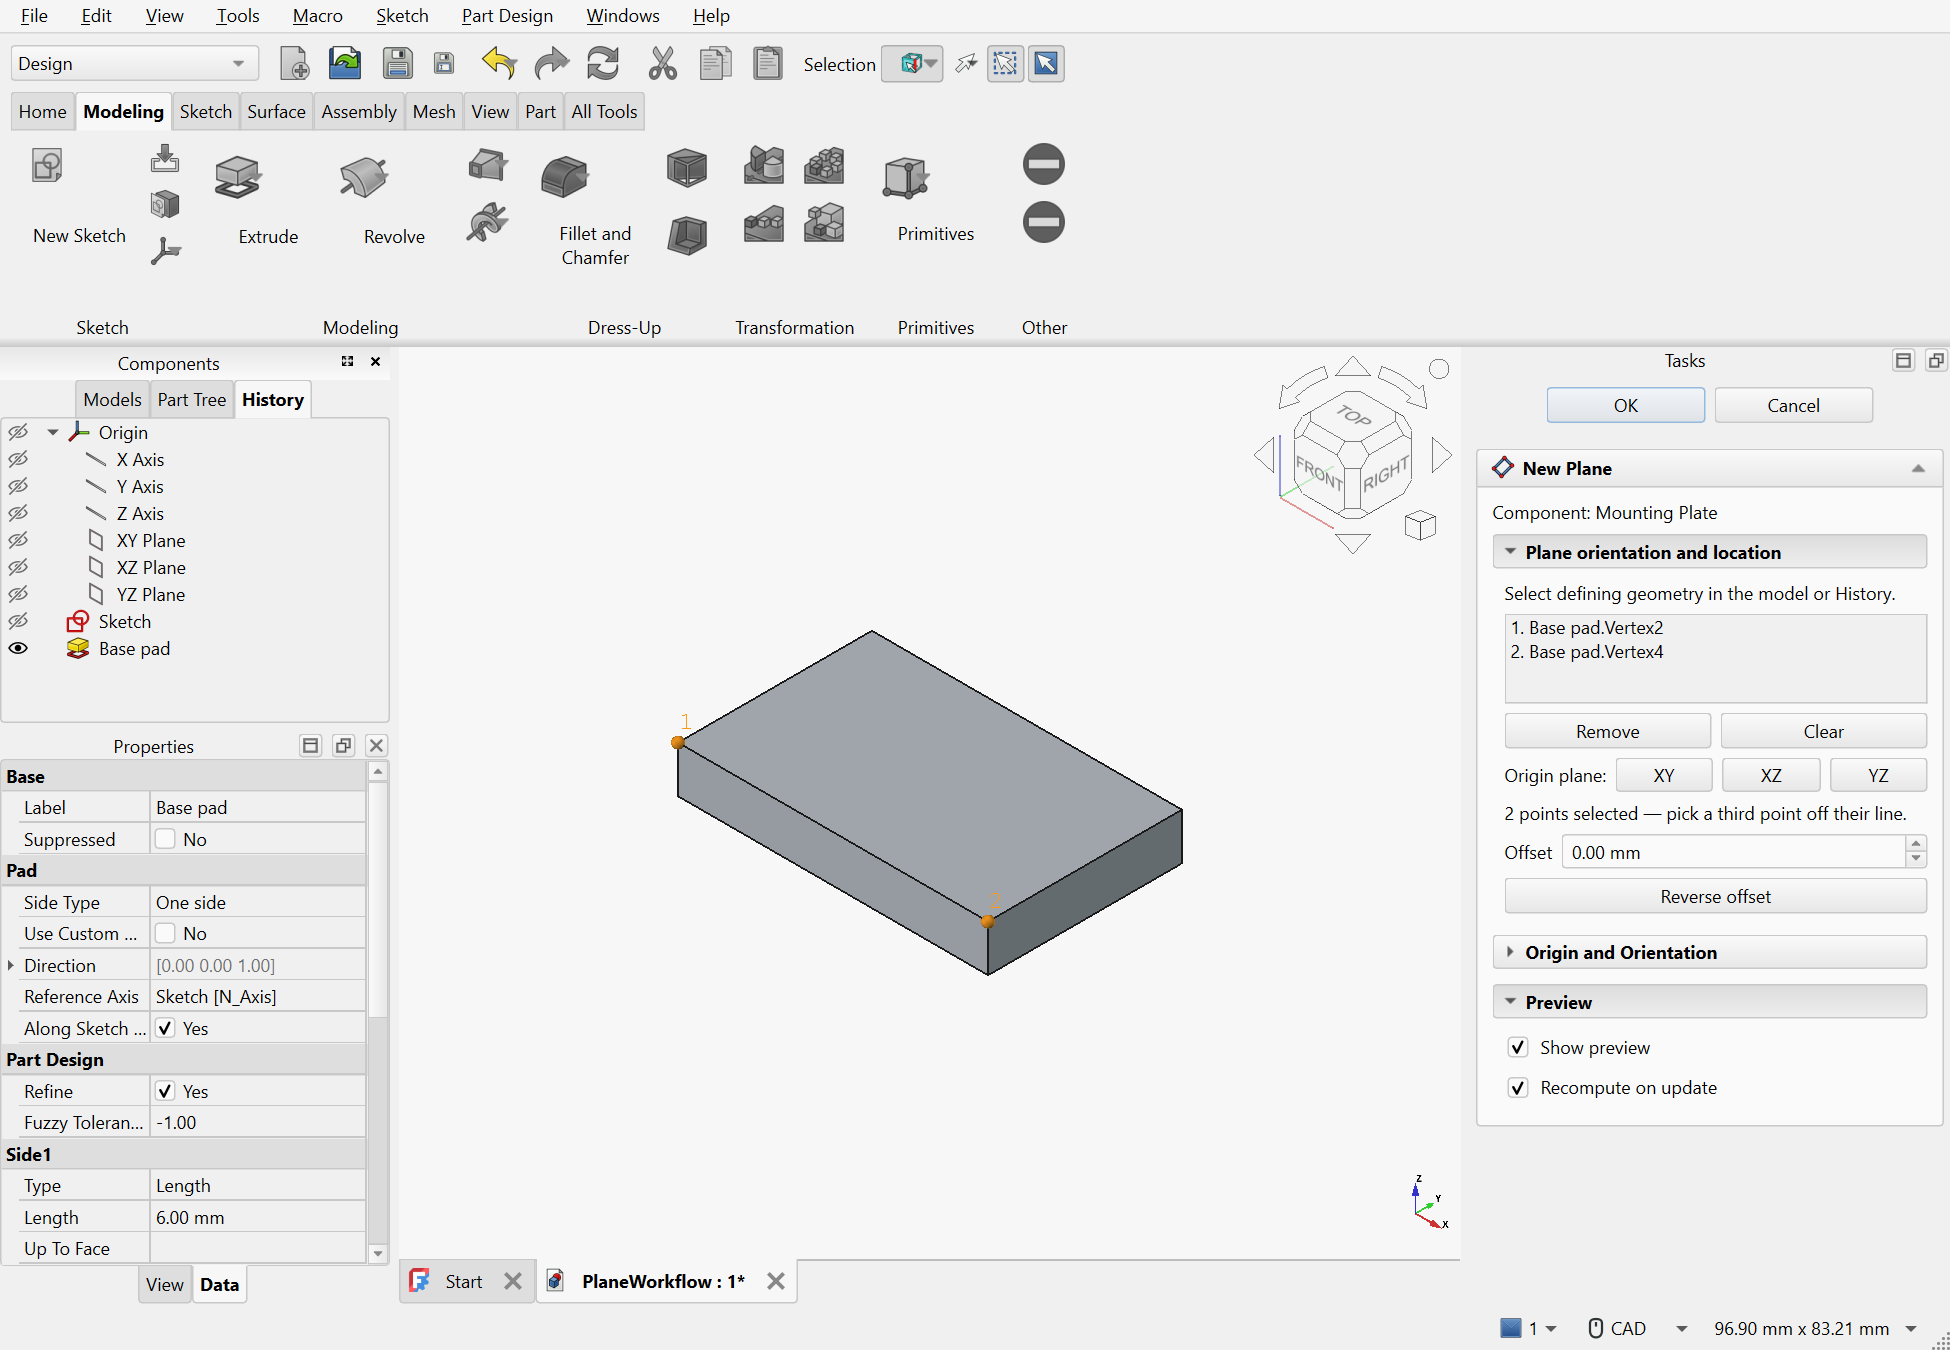 File Edit View Tools Macro Sketch Part Design Windows Help
Design
Selection
Home Modeling Sketch Surface Assembly Mesh View Part All Tools
New Sketch
Extrude
Revolve
Fillet and
Chamfer
Primitives
Sketch Modeling Dress-Up Transformation Primitives Other
Components
Models Part Tree History
Origin
X Axis
Y Axis
Z Axis
XY Plane
XZ Plane
YZ Plane
Sketch
Base pad
Properties
Base
Label Base pad
Suppressed No
Pad
Side Type One side
Use Custom ... No
Direction [0.00 0.00 1.00]
Reference Axis Sketch [N_Axis]
Along Sketch ... Yes
Part Design
Refine Yes
Fuzzy Toleran... -1.00
Side1
Type Length
Length 6.00 mm
Up To Face
View Data
TOP
FRONT
RIGHT
1
Z
Y
X
Start
PlaneWorkflow : 1*
Tasks
OK Cancel
New Plane
Component: Mounting Plate
Plane orientation and location
Select defining geometry in the model or History.
1. Base pad.Vertex2
2. Base pad.Vertex4
Remove Clear
Origin plane: XY XZ YZ
2 points selected — pick a third point off their line.
Offset 0.00 mm
Reverse offset
Origin and Orientation
Preview
Show preview
Recompute on update
1 CAD 96.90 mm x 83.21 mm